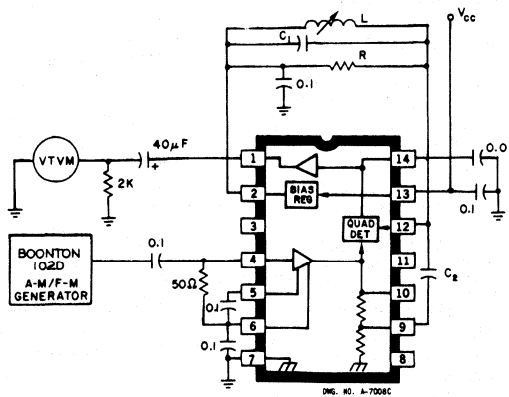 L
VCC
C1
R
0.1
40µF
+
VTVM
2K
1
14
0.0
BIAS
REG
2
13
0.1
3
QUAD
DET
12
BOONTON
102D
A-M/F-M
GENERATOR
0.1
4
11
50Ω
C2
5
10
0.1
6
9
0.1
7
8
DWG. NO. A-7008C